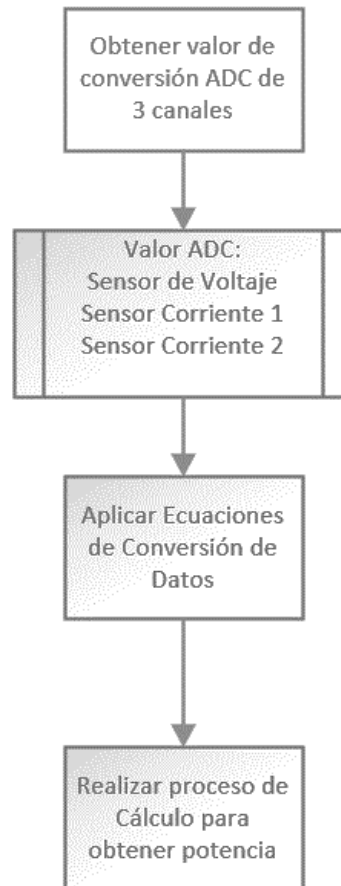 Obtener valor de
conversión ADC de
3 canales
Valor ADC:
Sensor de Voltaje
Sensor Corriente 1
Sensor Corriente 2
Aplicar Ecuaciones
de Conversión de
Datos
Realizar proceso de
Cálculo para
obtener potencia